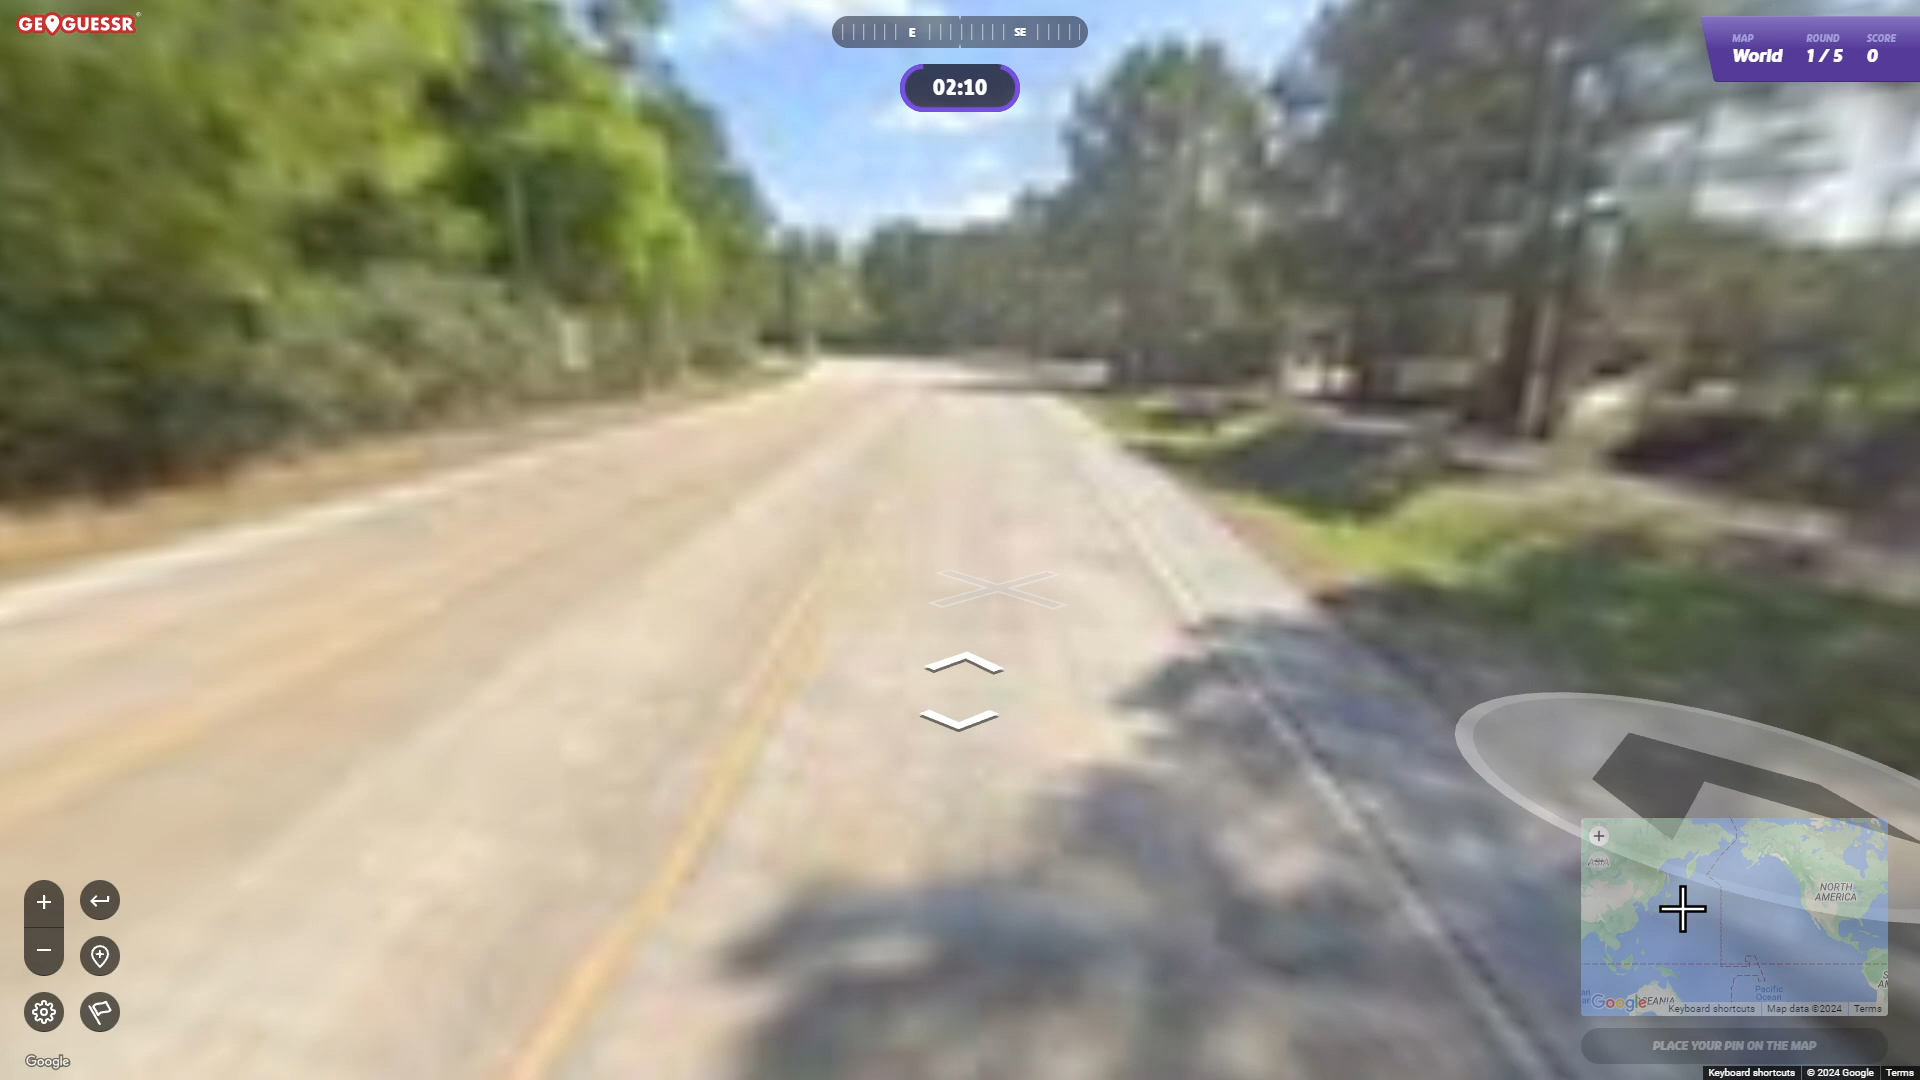 GEOGUESSR
E
SE
02:10
MAP
World
ROUND
1 / 5
SCORE
0
ASIA
NORTH
AMERICA
Pacific
Ocean
Google
Keyboard shortcuts
Map data ©2024
Terms
PLACE YOUR PIN ON THE MAP
Google
Keyboard shortcuts
© 2024 Google
Terms